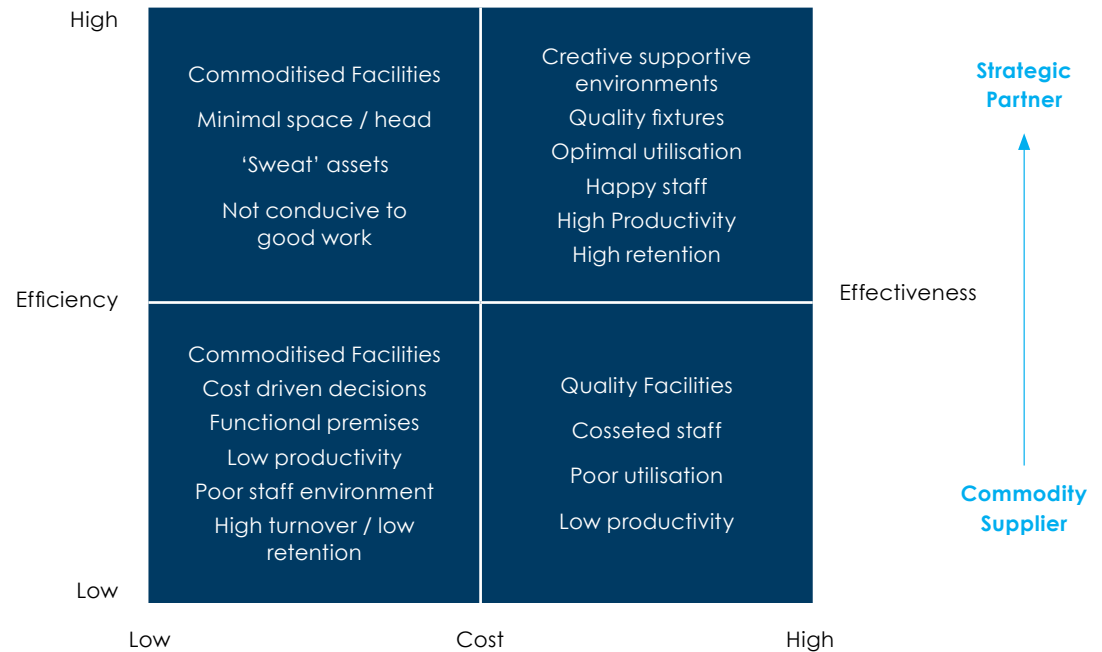 High
Commoditised Facilities
Minimal space / head
‘Sweat’ assets
Not conducive to
good work
Creative supportive
environments
Quality fixtures
Optimal utilisation
Happy staff
High Productivity
High retention
Strategic
Partner
Efficiency
Effectiveness
Commoditised Facilities
Cost driven decisions
Functional premises
Low productivity
Poor staff environment
High turnover / low
retention
Quality Facilities
Cosseted staff
Poor utilisation
Low productivity
Commodity
Supplier
Low
Low
Cost
High